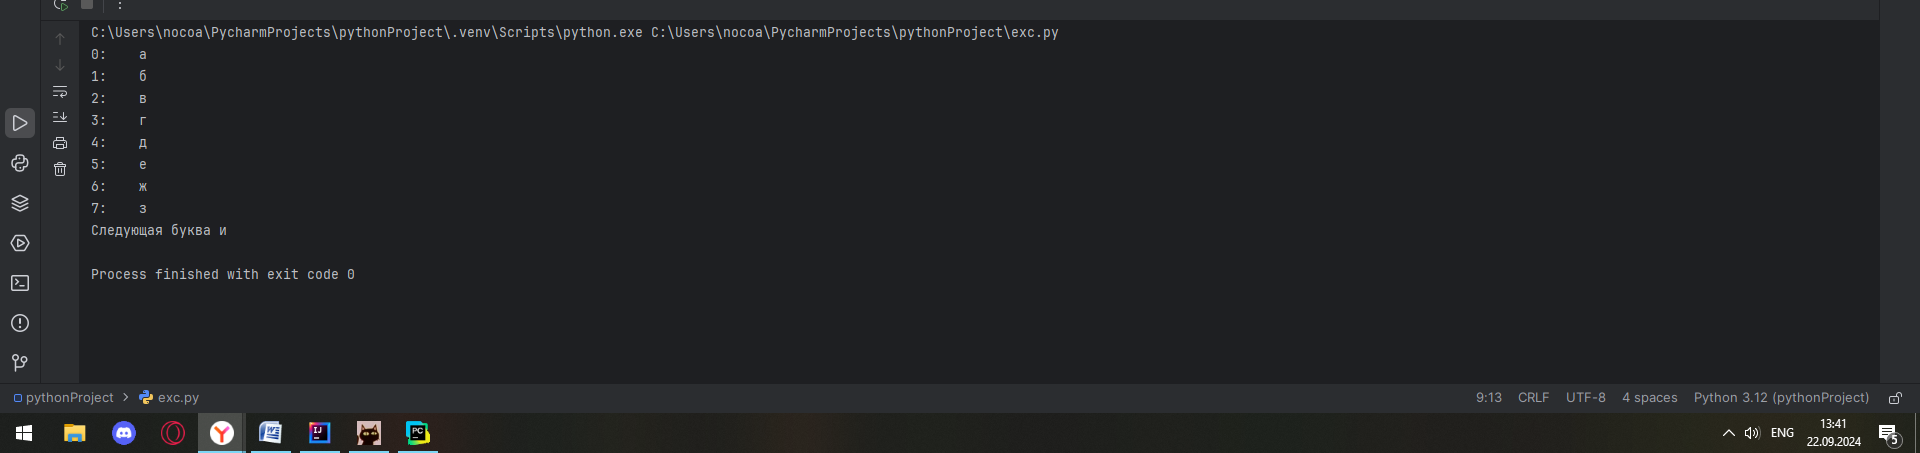 C:\Users\nocoa\PycharmProjects\pythonProject\.venv\Scripts\python.exe C:\Users\nocoa\PycharmProjects\pythonProject\exc.py
0:    а
1:    б
2:    в
3:    г
4:    д
5:    е
6:    ж
7:    з
Следующая буква и
Process finished with exit code 0
pythonProject > exc.py 9:13 CRLF UTF-8 4 spaces Python 3.12 (pythonProject)
W IJ PC ENG 13:41
22.09.2024 5